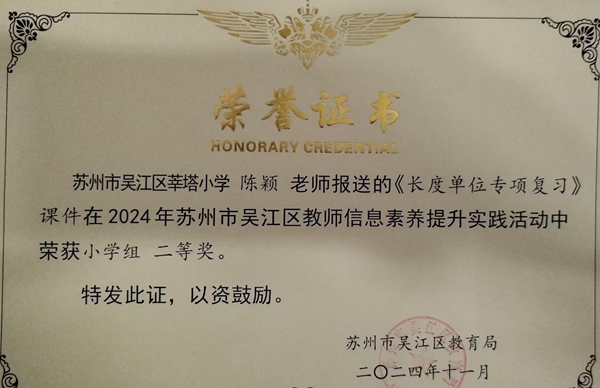 荣誉证书
HONORARY CREDENTIAL
苏州市吴江区莘塔小学 陈颖 老师报送的《长度单位专项复习》
课件在2024年苏州市吴江区教师信息素养提升实践活动中
荣获小学组 二等奖。
特发此证，以资鼓励。
苏州市吴江区教育局
二〇二四年十一月